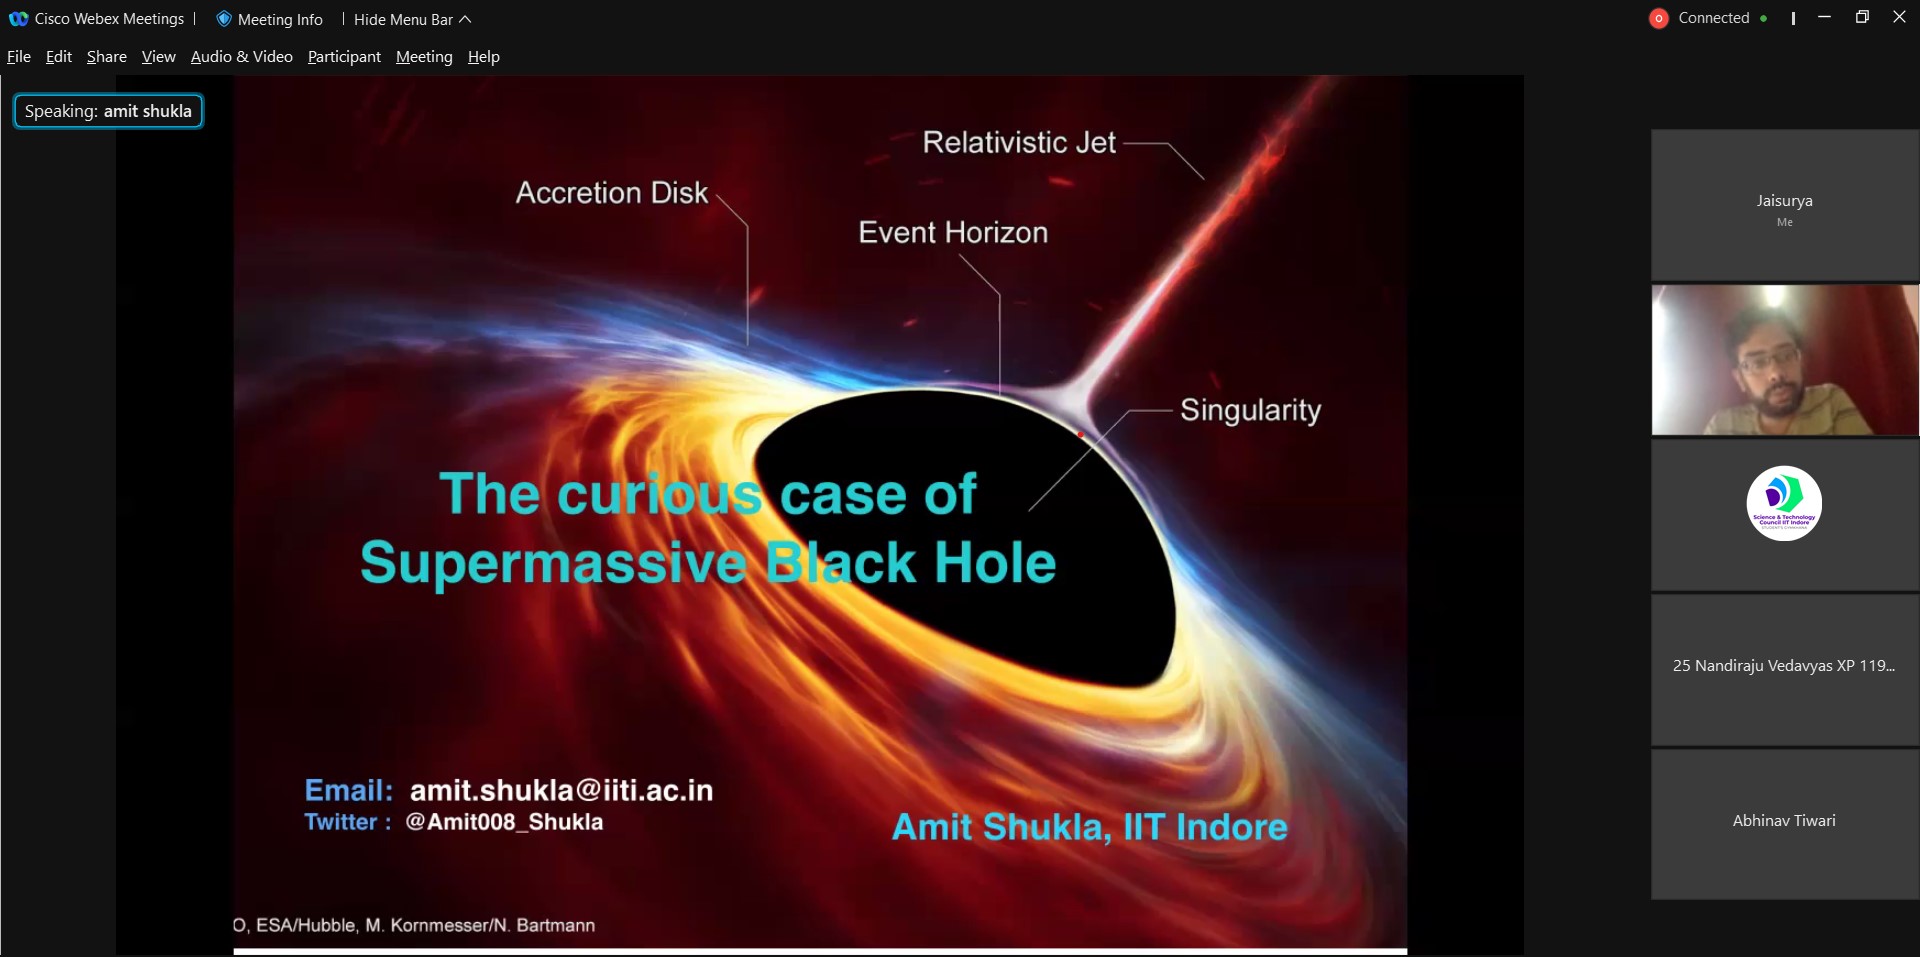 Cisco Webex Meetings
Meeting Info
Hide Menu Bar
Connected
File Edit Share View Audio & Video Participant Meeting Help
Speaking: amit shukla
Relativistic Jet
Accretion Disk
Event Horizon
Singularity
The curious case of
Supermassive Black Hole
Email: amit.shukla@iiti.ac.in
Twitter : @Amit008_Shukla
Amit Shukla, IIT Indore
O, ESA/Hubble, M. Kornmesser/N. Bartmann
Jaisurya
Me
Science & Technology
Council IIT Indore
25 Nandiraju Vedavyas XP 119...
Abhinav Tiwari